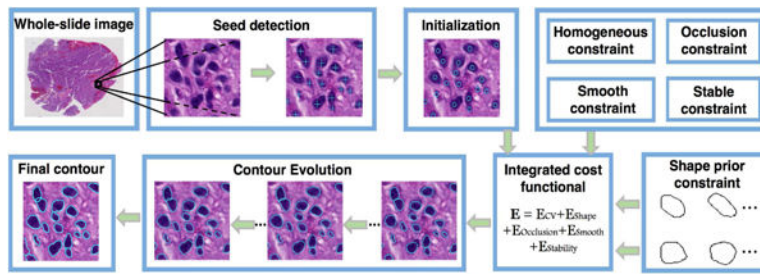 Whole-slide image
Seed detection
Initialization
Homogeneous
constraint
Occlusion
constraint
Smooth
constraint
Stable
constraint
Final contour
Contour Evolution
Integrated cost
functional
E = ECV+EShape
+EOcclusion+ESmooth
+EStability
Shape prior
constraint
...
...
...
...